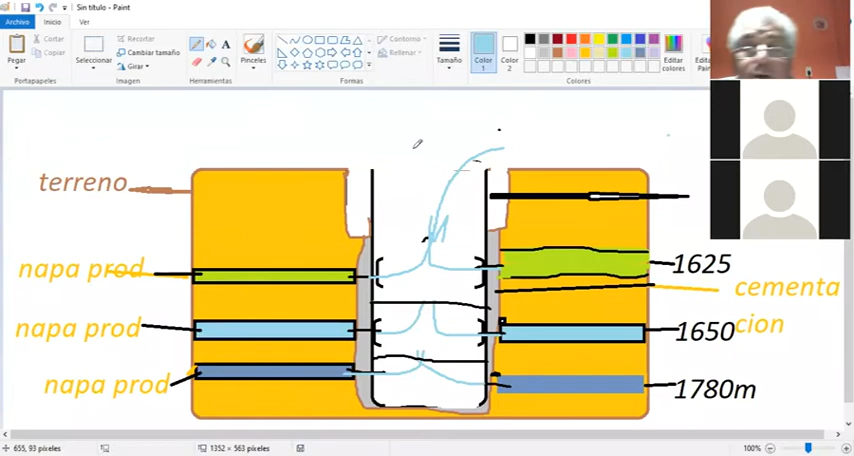 Sin título - Paint
Archivo
Inicio
Ver
Pegar
Cortar
Copiar
Portapapeles
Seleccionar
Recortar
Cambiar tamaño
Girar
Imagen
Herramientas
Pinceles
Contorno
Rellenar
Formas
Tamaño
Color 1
Color 2
Editar colores
Colores
terreno
napa prod
napa prod
napa prod
1625
cementa
cion
1650
1780m
655, 93 píxeles
1352 × 563 píxeles
100%